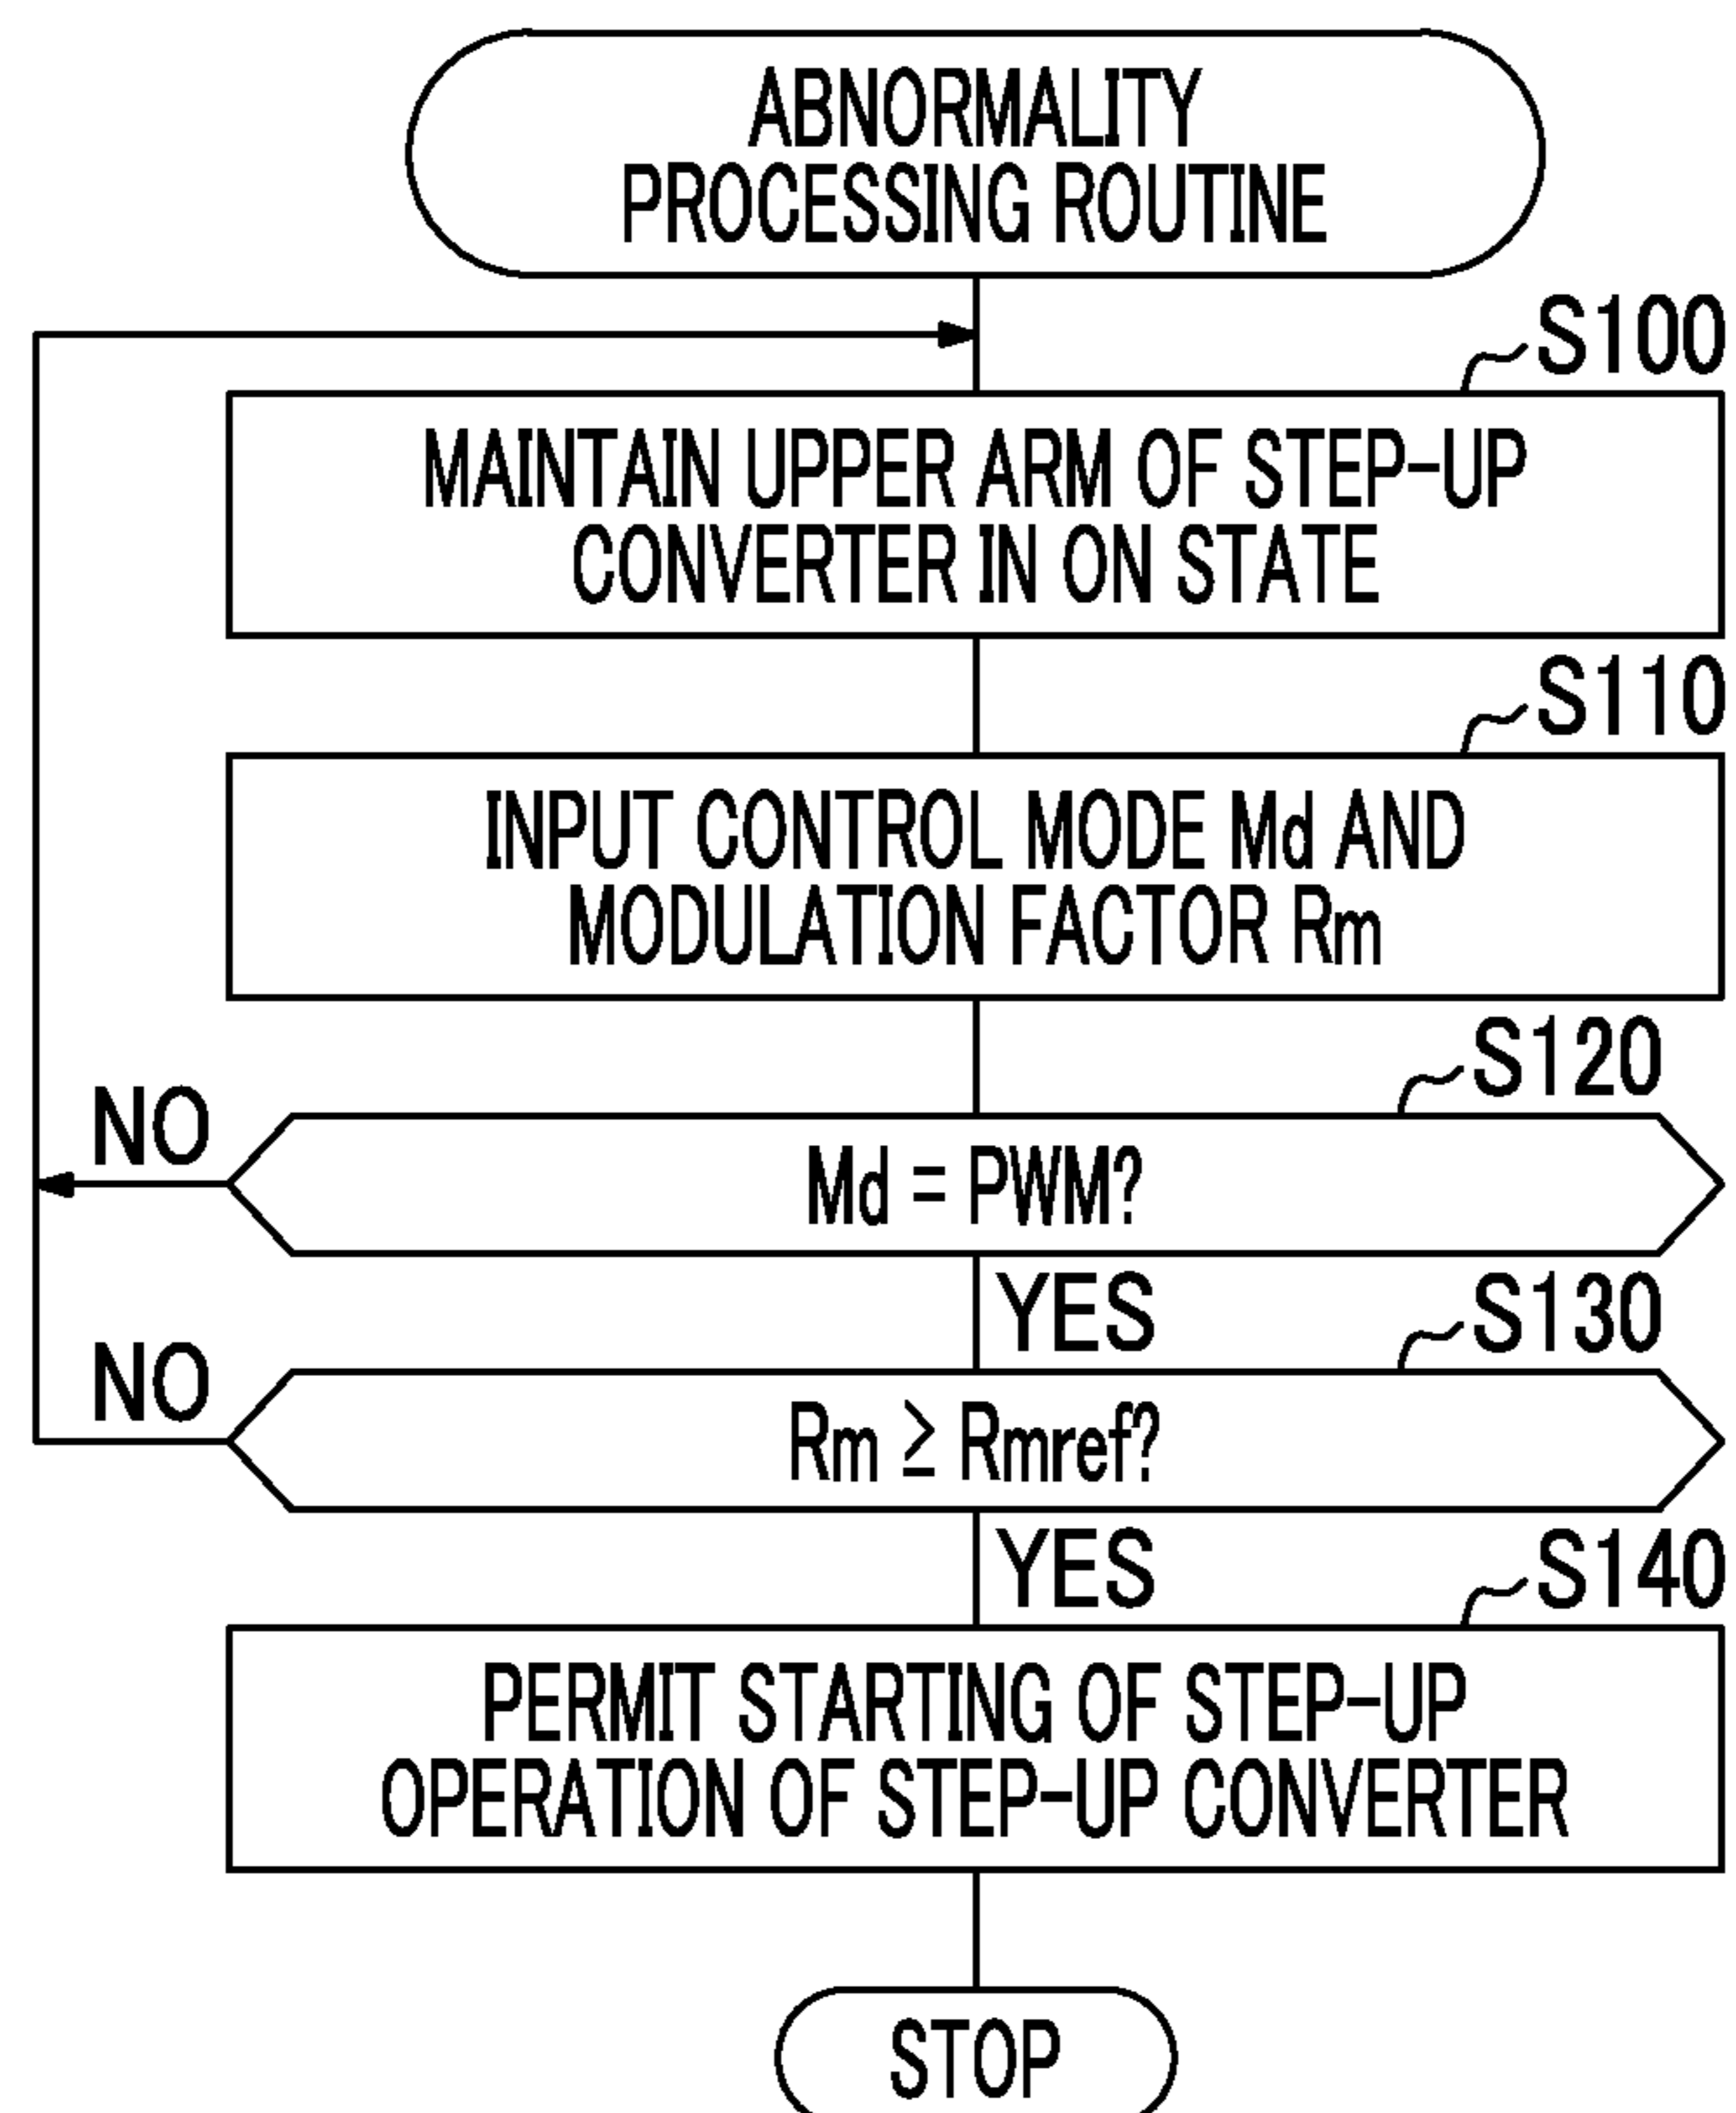 ABNORMALITY
PROCESSING ROUTINE
S100
MAINTAIN UPPER ARM OF STEP-UP
CONVERTER IN ON STATE
S110
INPUT CONTROL MODE Md AND
MODULATION FACTOR Rm
S120
NO
Md = PWM?
YES
S130
NO
Rm ≥ Rmref?
YES
S140
PERMIT STARTING OF STEP-UP
OPERATION OF STEP-UP CONVERTER
STOP